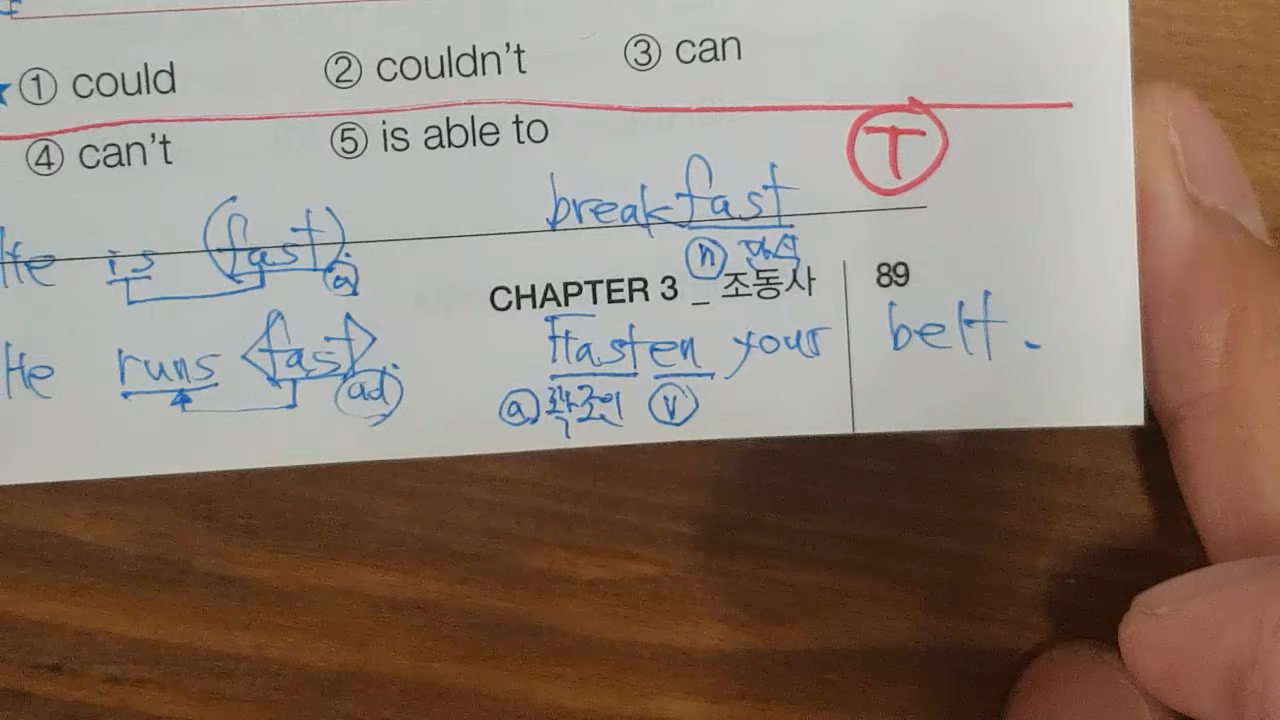 ① could ② couldn't ③ can
④ can't ⑤ is able to
T
He is (fast). breakfast
ⓐ ⓝ 단식
CHAPTER 3 _ 조동사 89
He runs <fast>. Fasten your belt.
ad ⓐ 꽉조인 ⓥ